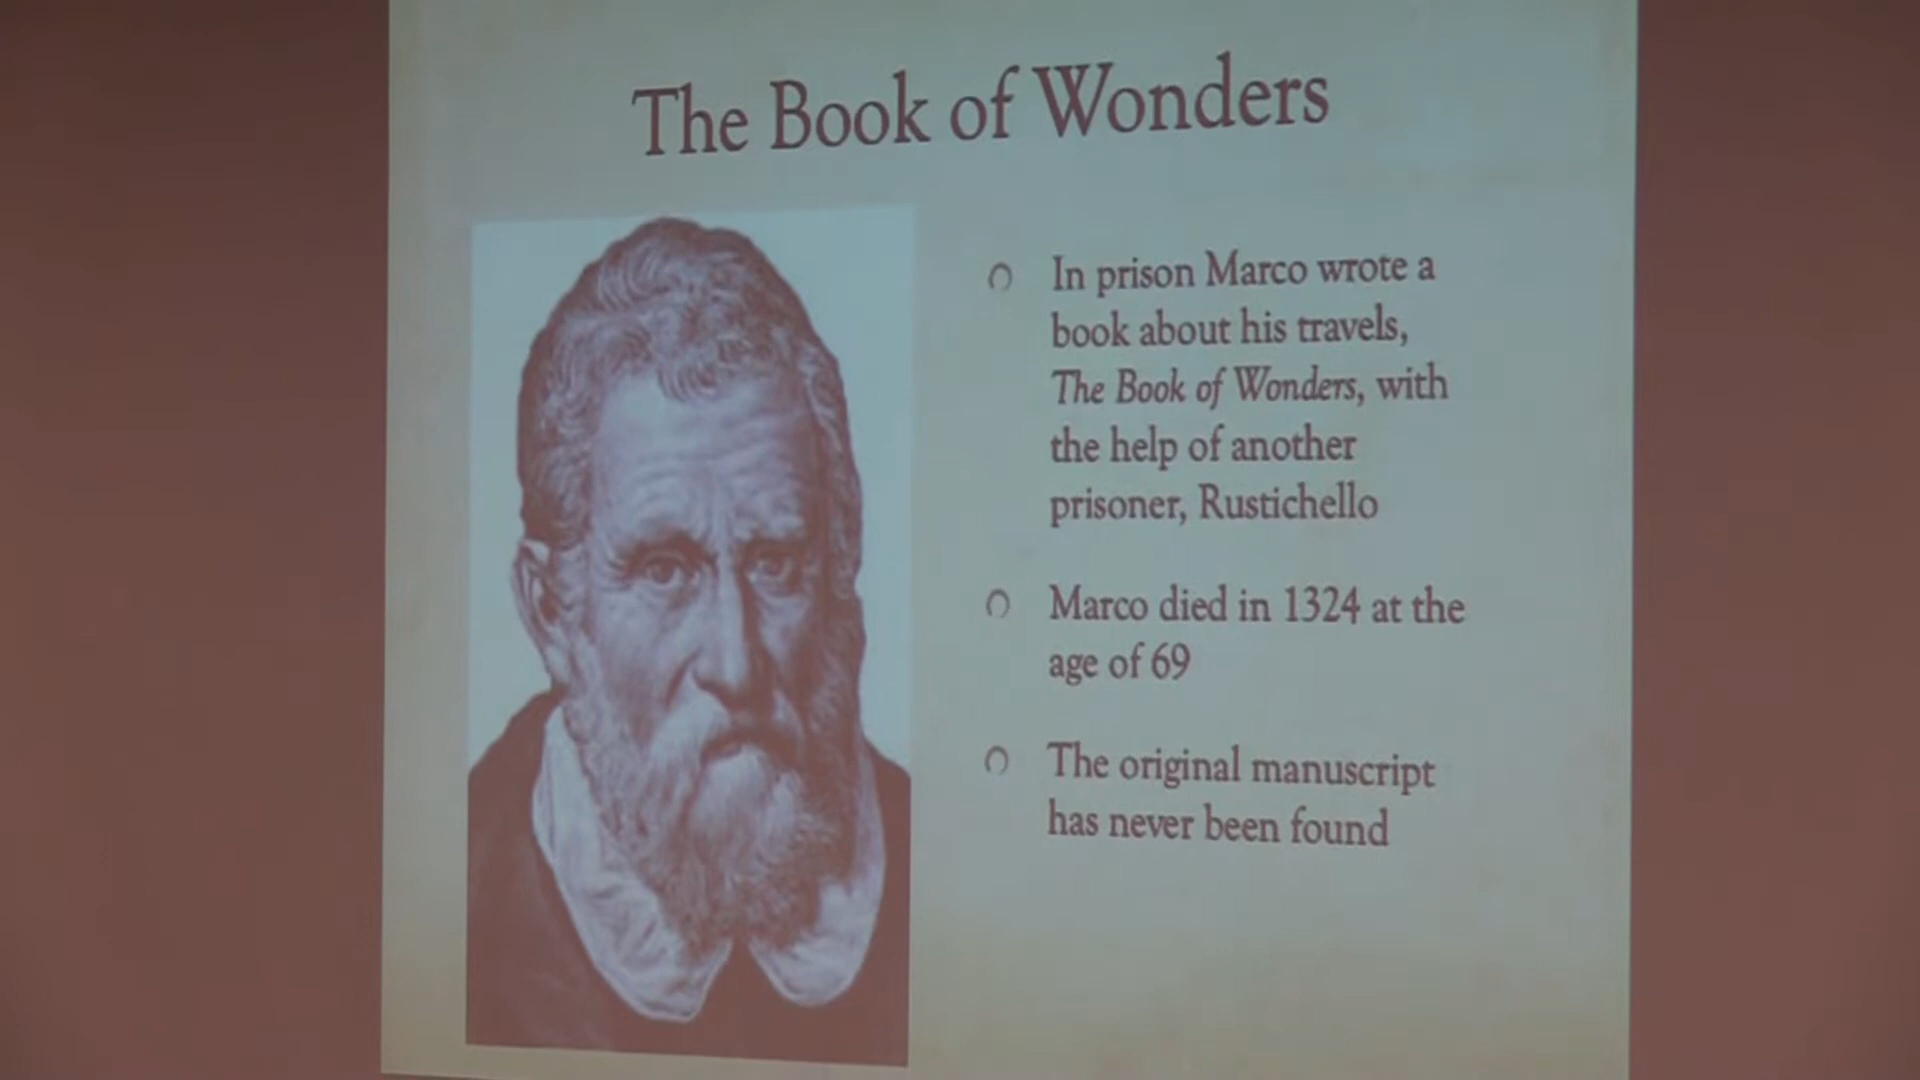 The Book of Wonders
In prison Marco wrote a
book about his travels,
The Book of Wonders, with
the help of another
prisoner, Rustichello
Marco died in 1324 at the
age of 69
The original manuscript
has never been found